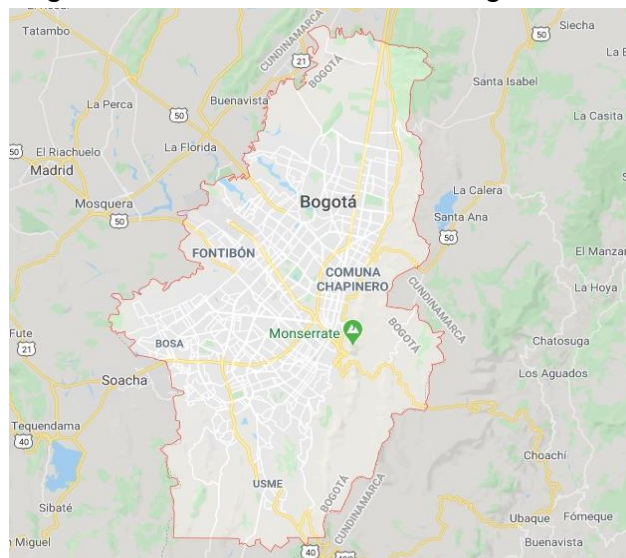 Tatambo
CUNDINAMARCA
BOGOTÁ
Siecha
50
50
21
BOGOTÁ
Santa Isabel
La Perca
Buenavista
50
La Casita
50
El Riachuelo
La Florida
Madrid
La Calera
Mosquera
Bogotá
Santa Ana
50
50
FONTIBÓN
El Manzan
COMUNA
CHAPINERO
CUNDINAMARCA
La Hoya
Fute
Monserrate
BOGOTÁ
21
BOSA
Chatosuga
Soacha
Los Aguados
Tequendama
40
Choachí
USME
BOGOTÁ
Sibaté
CUNDINAMARCA
Ubaque
Fómeque
n Miguel
40
Buenavista